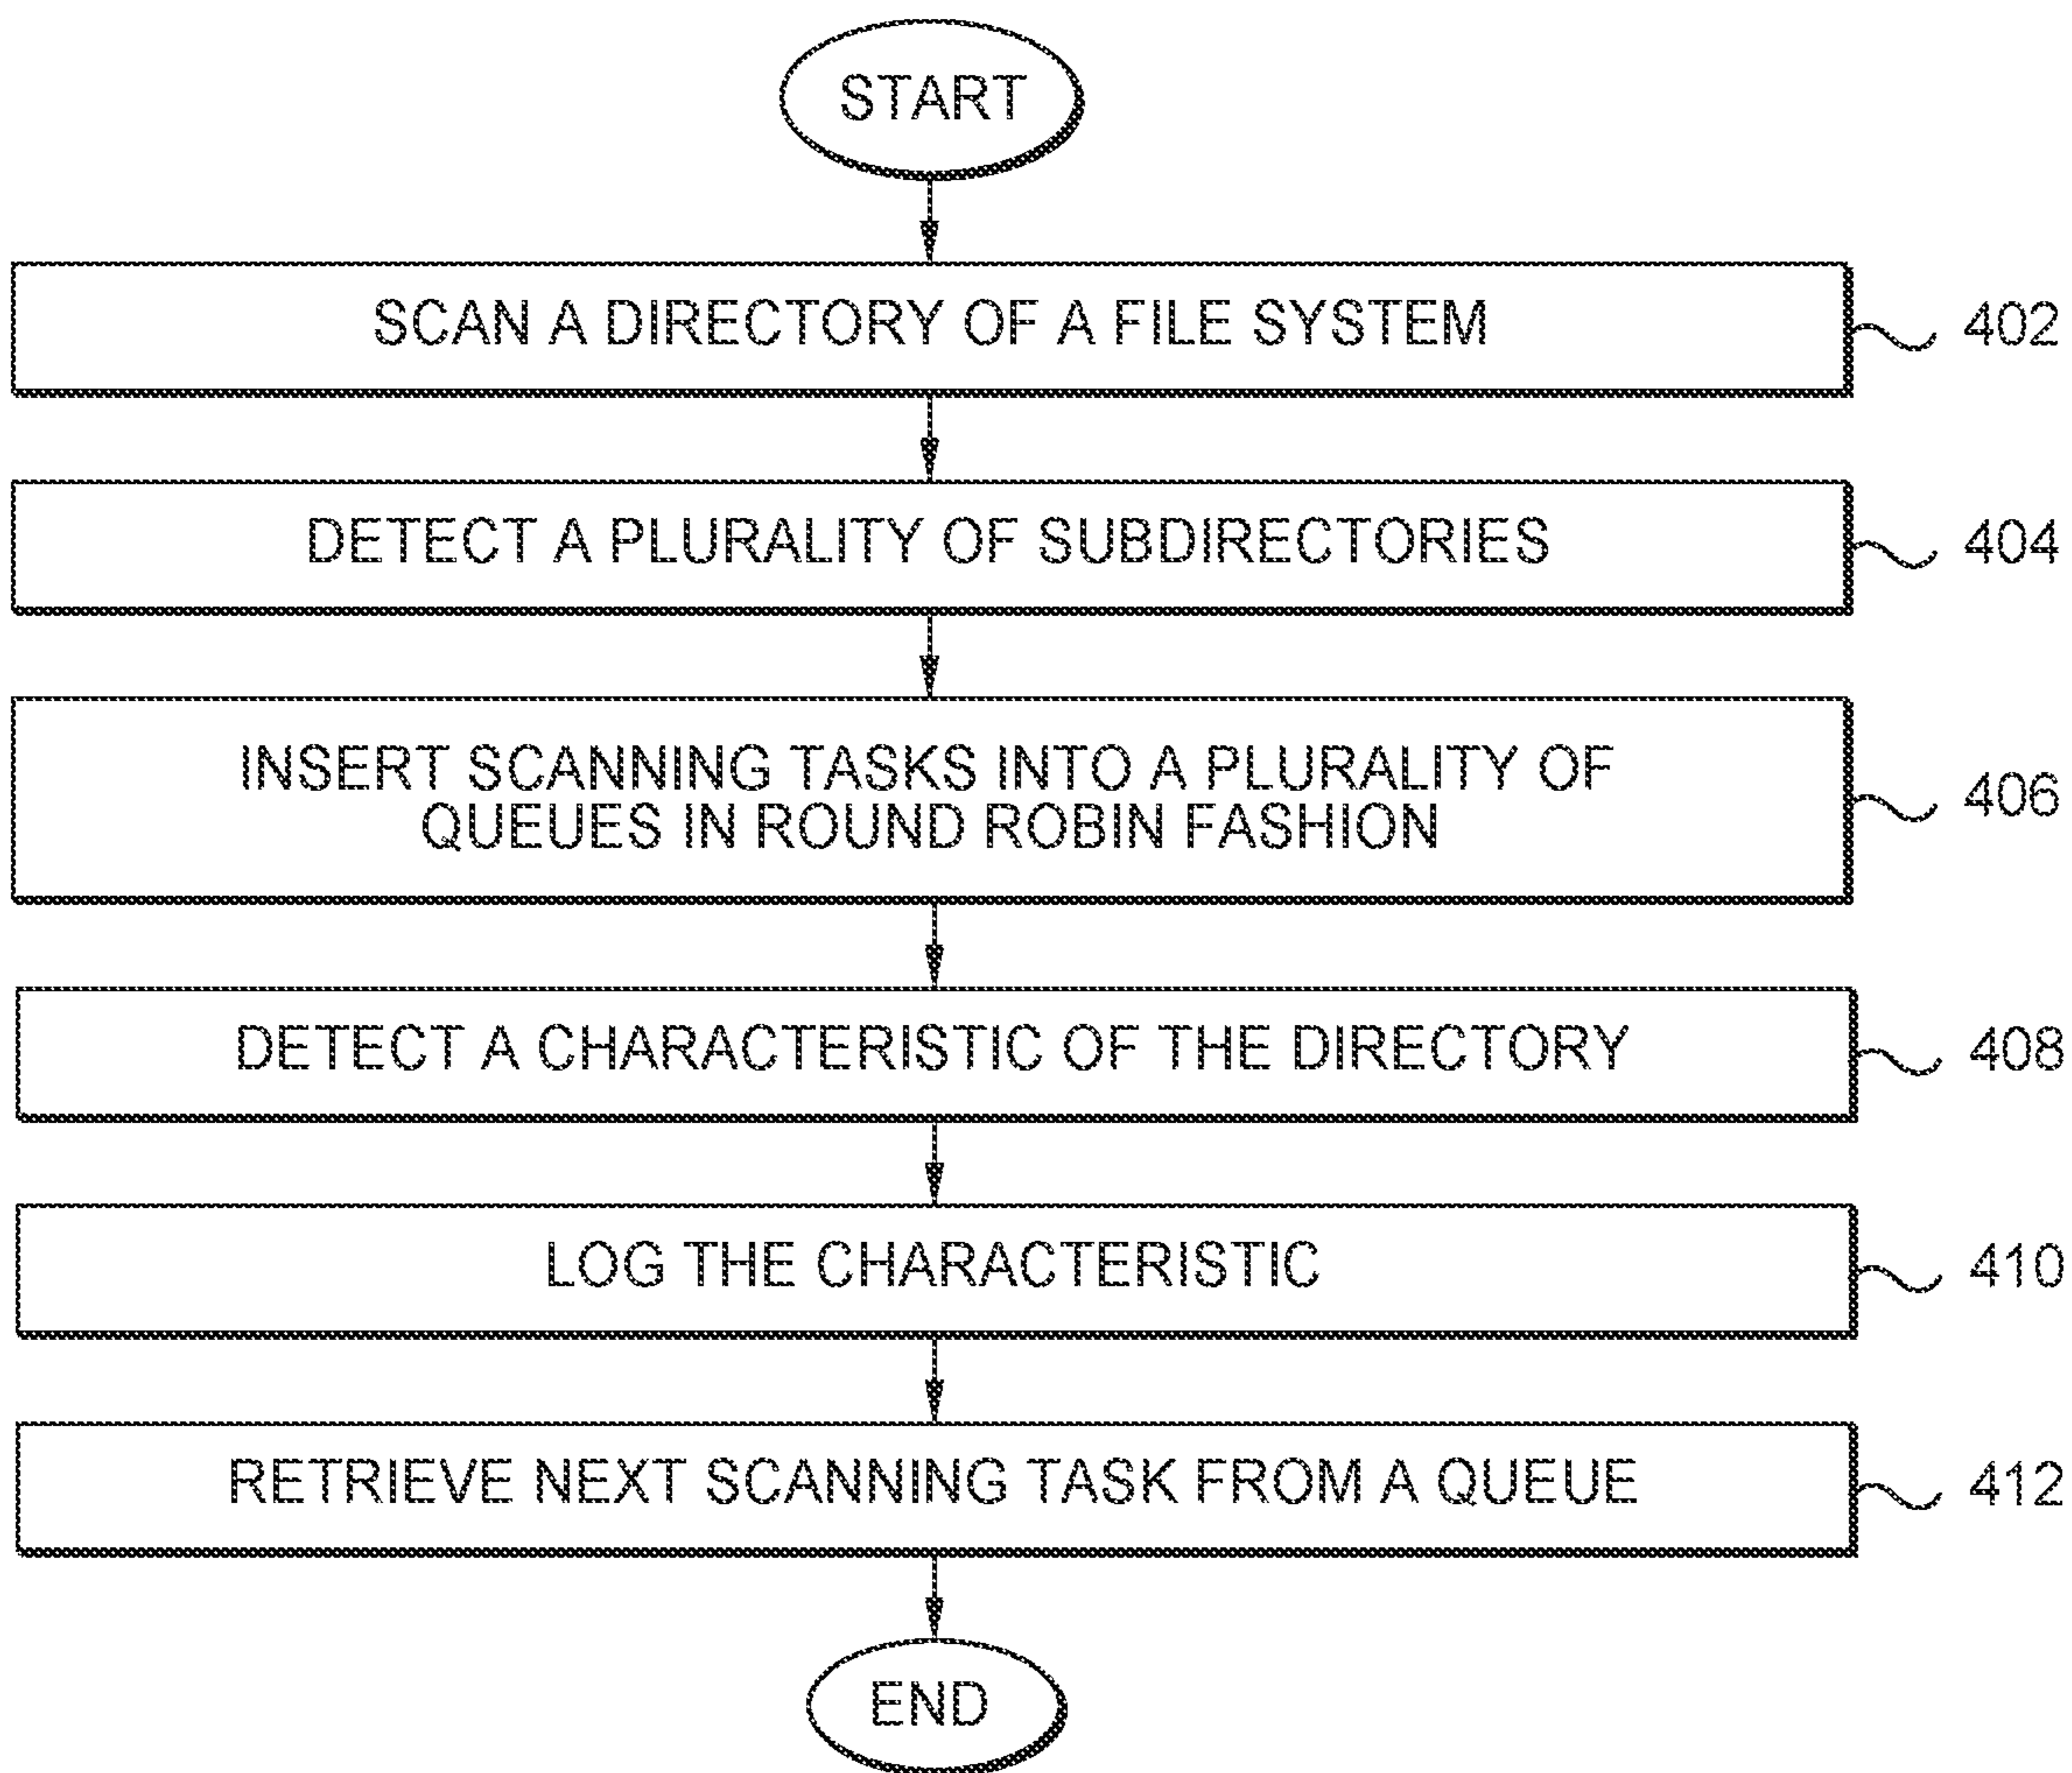 START
SCAN A DIRECTORY OF A FILE SYSTEM
402
DETECT A PLURALITY OF SUBDIRECTORIES
404
INSERT SCANNING TASKS INTO A PLURALITY OF
QUEUES IN ROUND ROBIN FASHION
406
DETECT A CHARACTERISTIC OF THE DIRECTORY
408
LOG THE CHARACTERISTIC
410
RETRIEVE NEXT SCANNING TASK FROM A QUEUE
412
END